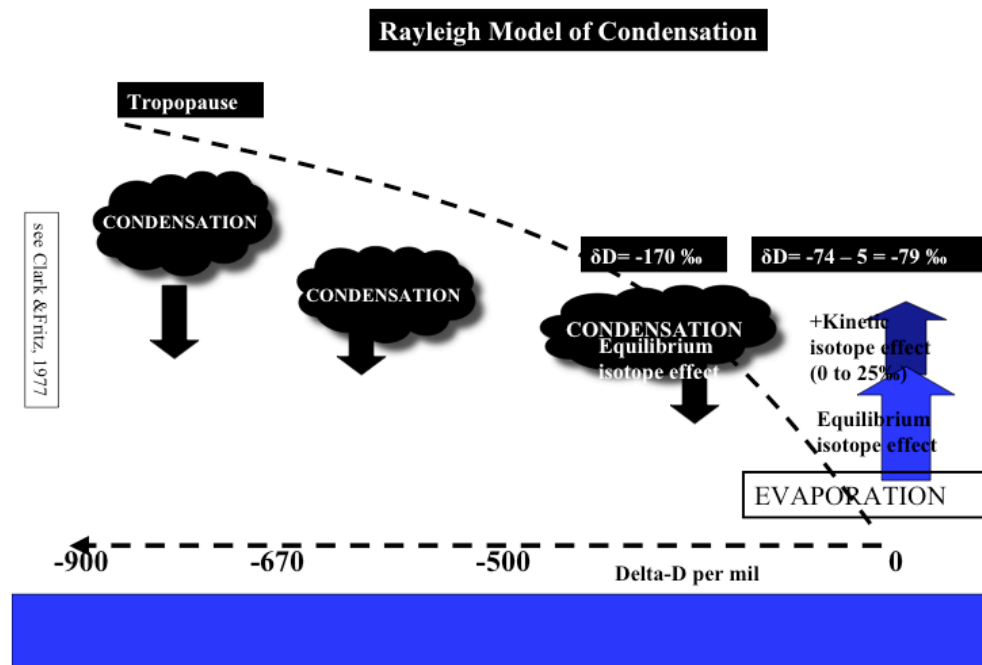 Rayleigh Model of Condensation
Tropopause
CONDENSATION
see Clark &Fritz, 1977
CONDENSATION
δD= -170 ‰
δD= -74 – 5 = -79 ‰
CONDENSATION
Equilibrium
isotope effect
+Kinetic
isotope effect
(0 to 25‰)
Equilibrium
isotope effect
EVAPORATION
-900
-670
-500
Delta-D per mil
0